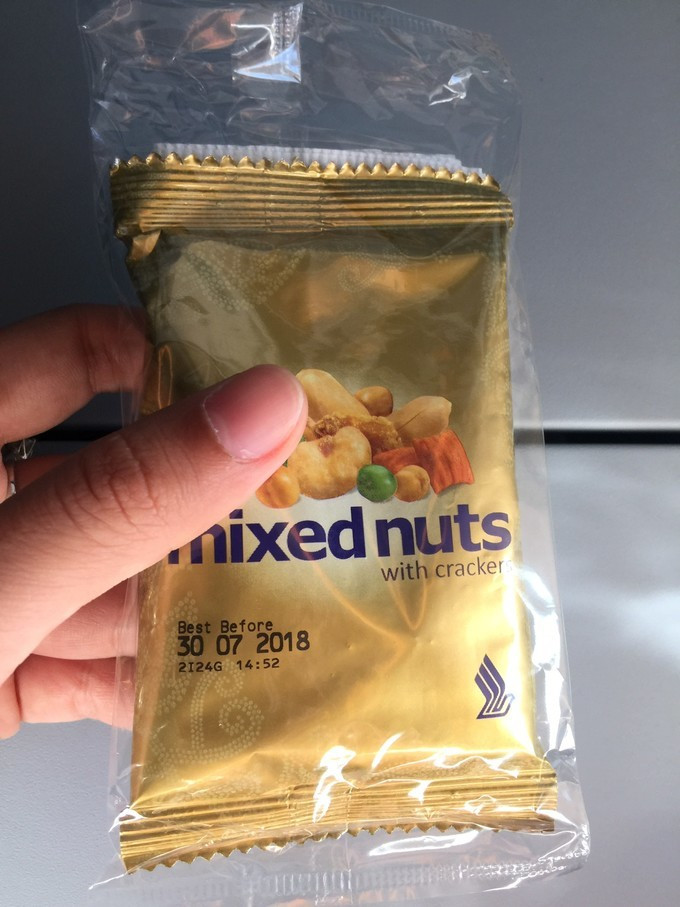 mixed nuts
with crackers
Best Before
30 07 2018
2I24G 14:52